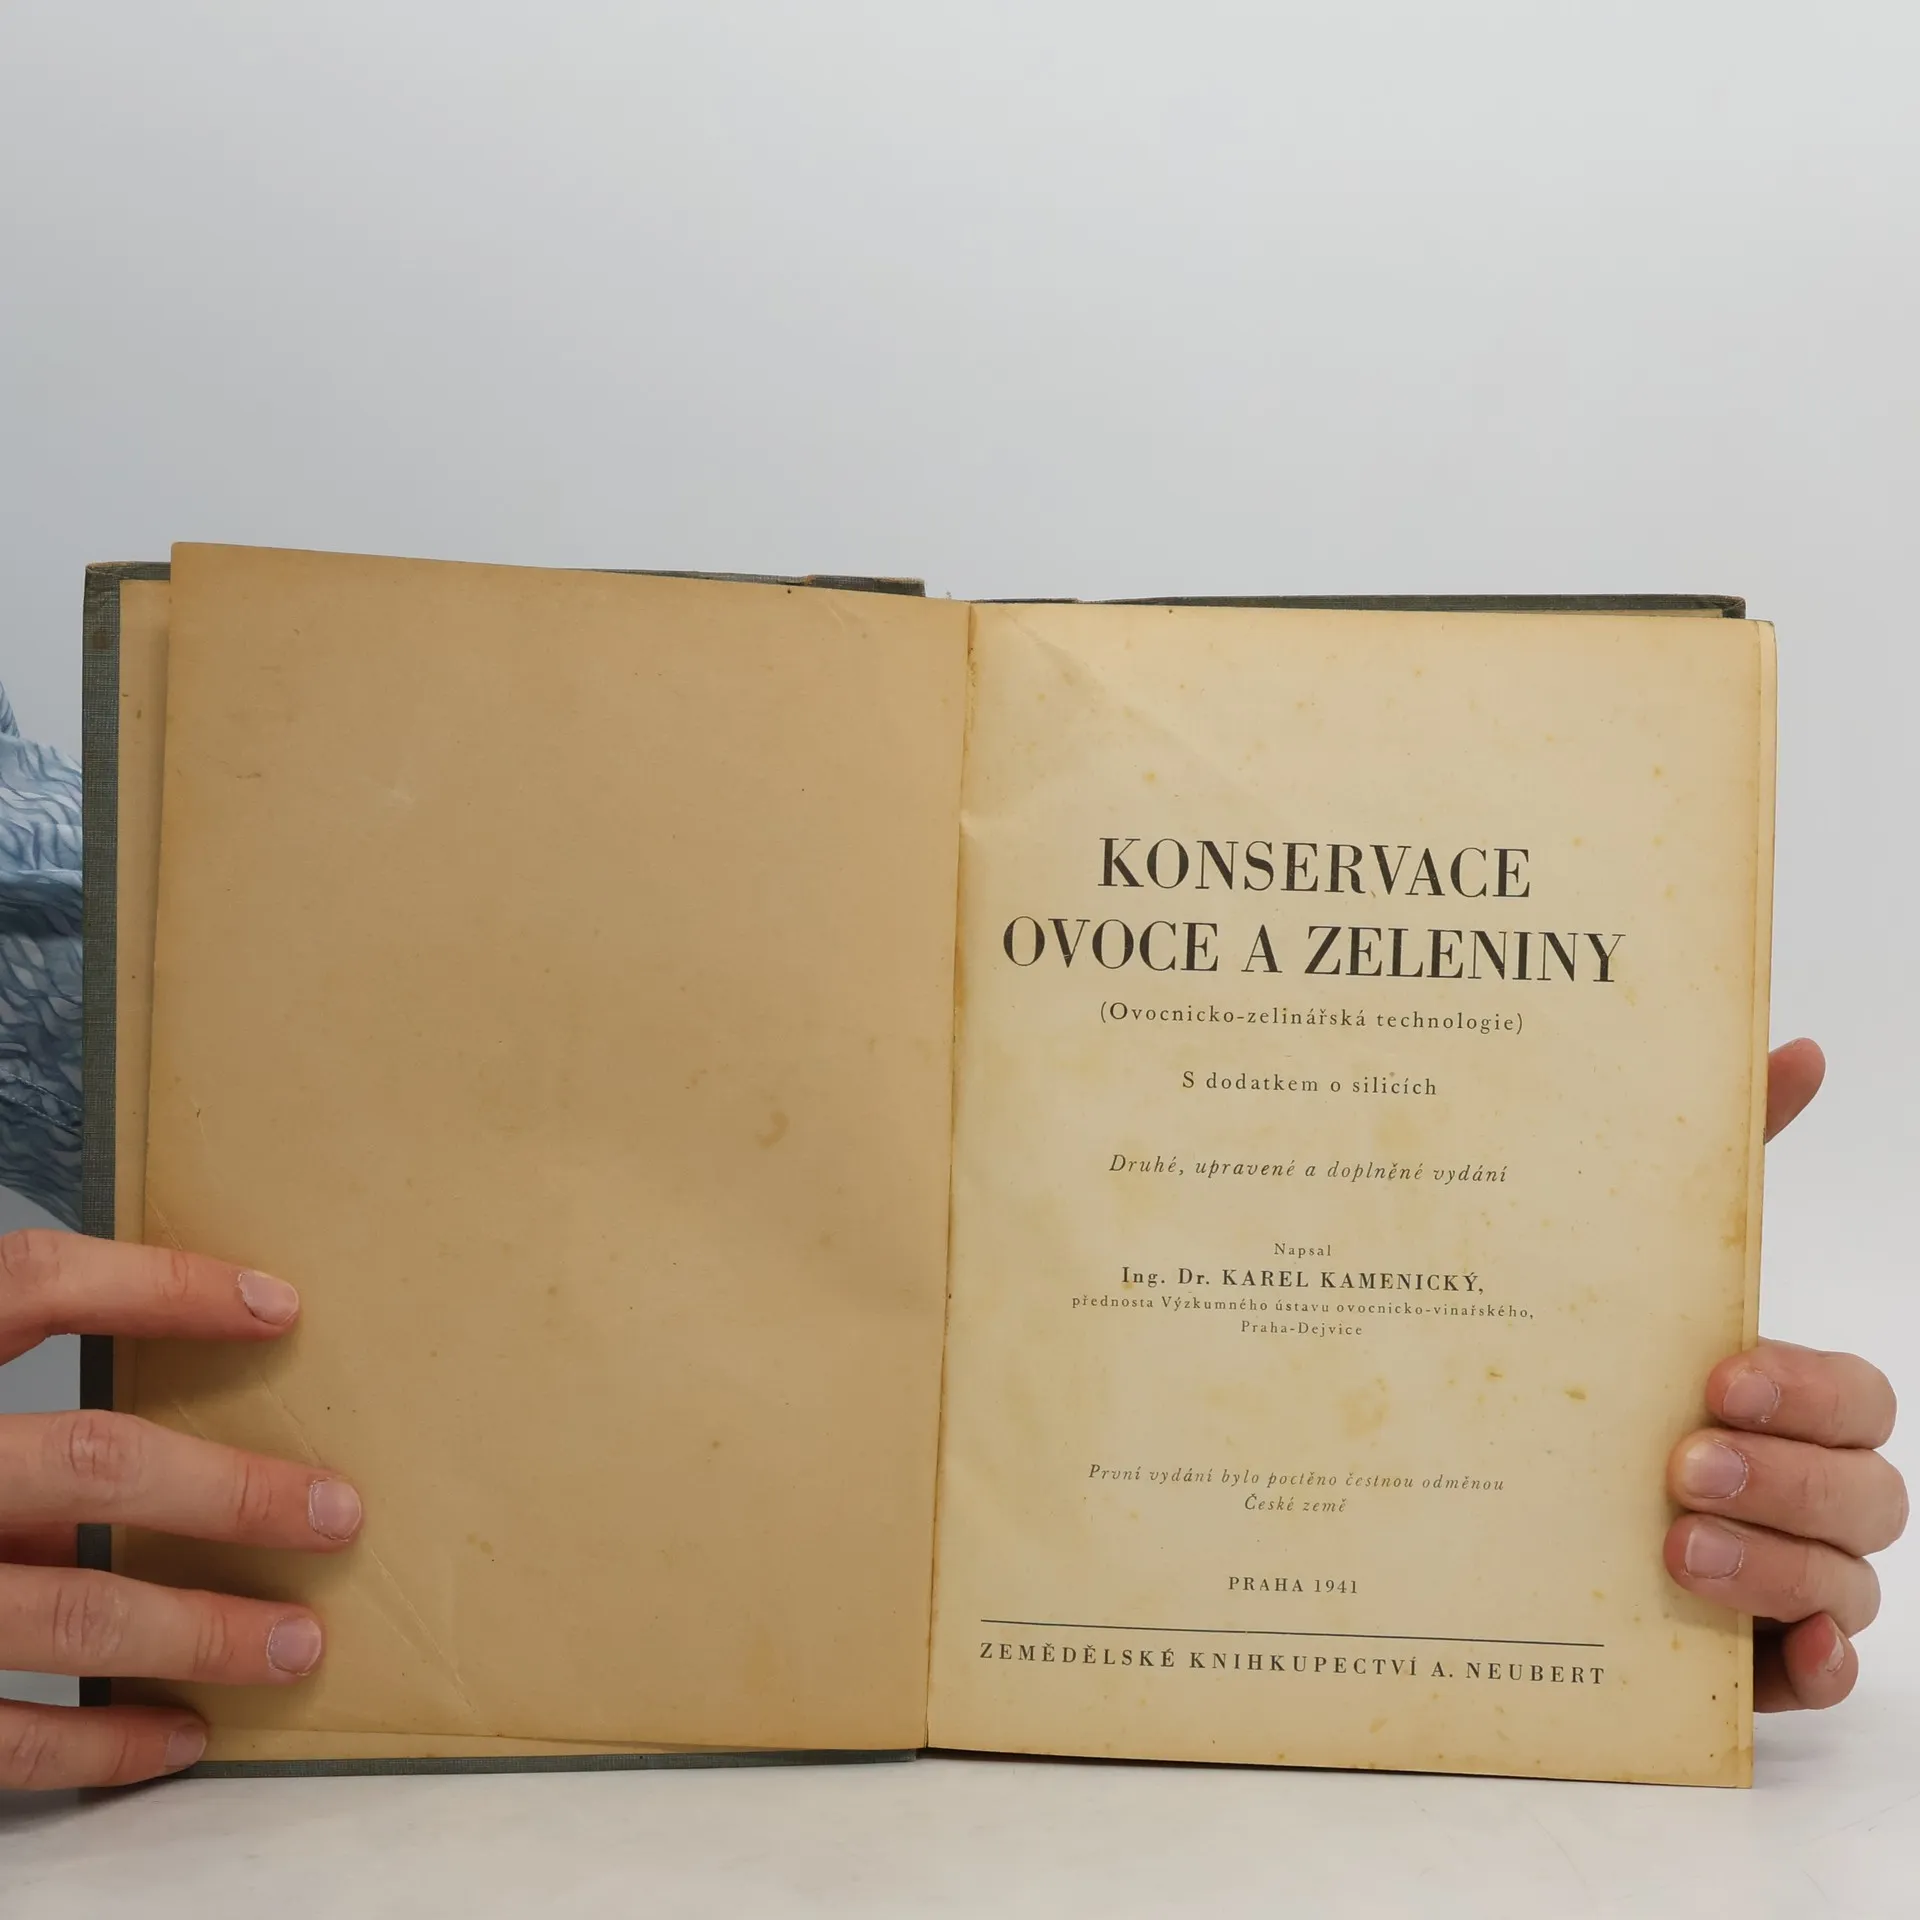 KONSERVACE
OVOCE A ZELENINY
(Ovocnicko-zelinářská technologie)
S dodatkem o silicích
Druhé, upravené a doplněné vydání
Napsal
Ing. Dr. KAREL KAMENICKÝ,
přednosta Výzkumného ústavu ovocnicko-vinařského,
Praha-Dejvice
První vydání bylo poctěno čestnou odměnou
České země
PRAHA 1941
ZEMĚDĚLSKÉ KNIHKUPECTVÍ A. NEUBERT